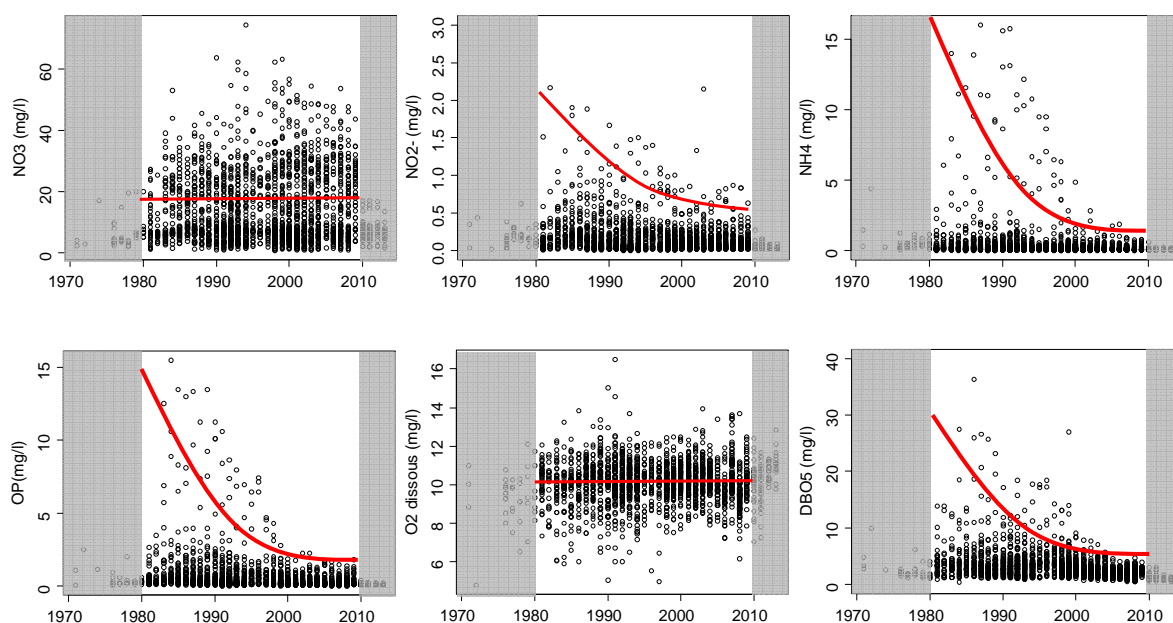 NO3 (mg/l)
0 20 40 60
1970 1980 1990 2000 2010
NO2- (mg/l)
0.0 0.5 1.0 1.5 2.0 2.5 3.0
1970 1980 1990 2000 2010
NH4 (mg/l)
0 5 10 15
1970 1980 1990 2000 2010
OP(mg/l)
0 5 10 15
1970 1980 1990 2000 2010
O2 dissous (mg/l)
6 8 10 12 14 16
1970 1980 1990 2000 2010
DBO5 (mg/l)
0 10 20 30 40
1970 1980 1990 2000 2010